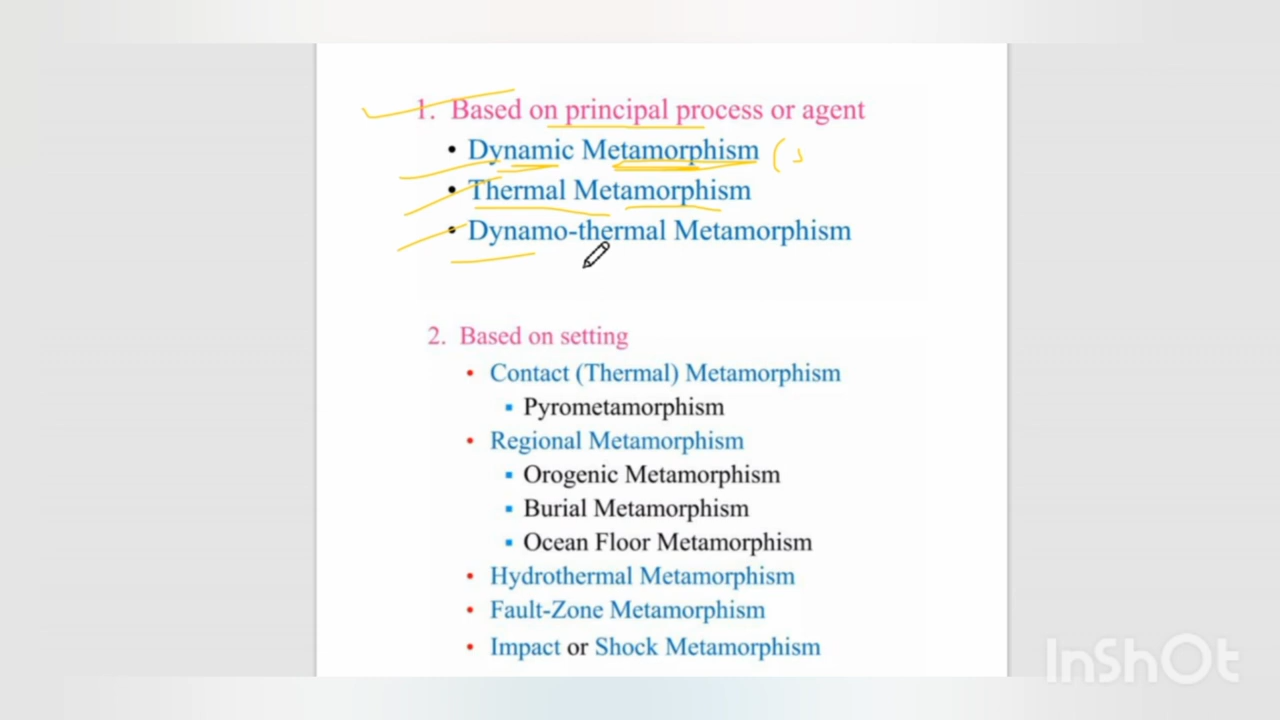 1. Based on principal process or agent
• Dynamic Metamorphism (
• Thermal Metamorphism
• Dynamo-thermal Metamorphism
2. Based on setting
• Contact (Thermal) Metamorphism
▪ Pyrometamorphism
• Regional Metamorphism
▪ Orogenic Metamorphism
▪ Burial Metamorphism
▪ Ocean Floor Metamorphism
• Hydrothermal Metamorphism
• Fault-Zone Metamorphism
• Impact or Shock Metamorphism
InShOt